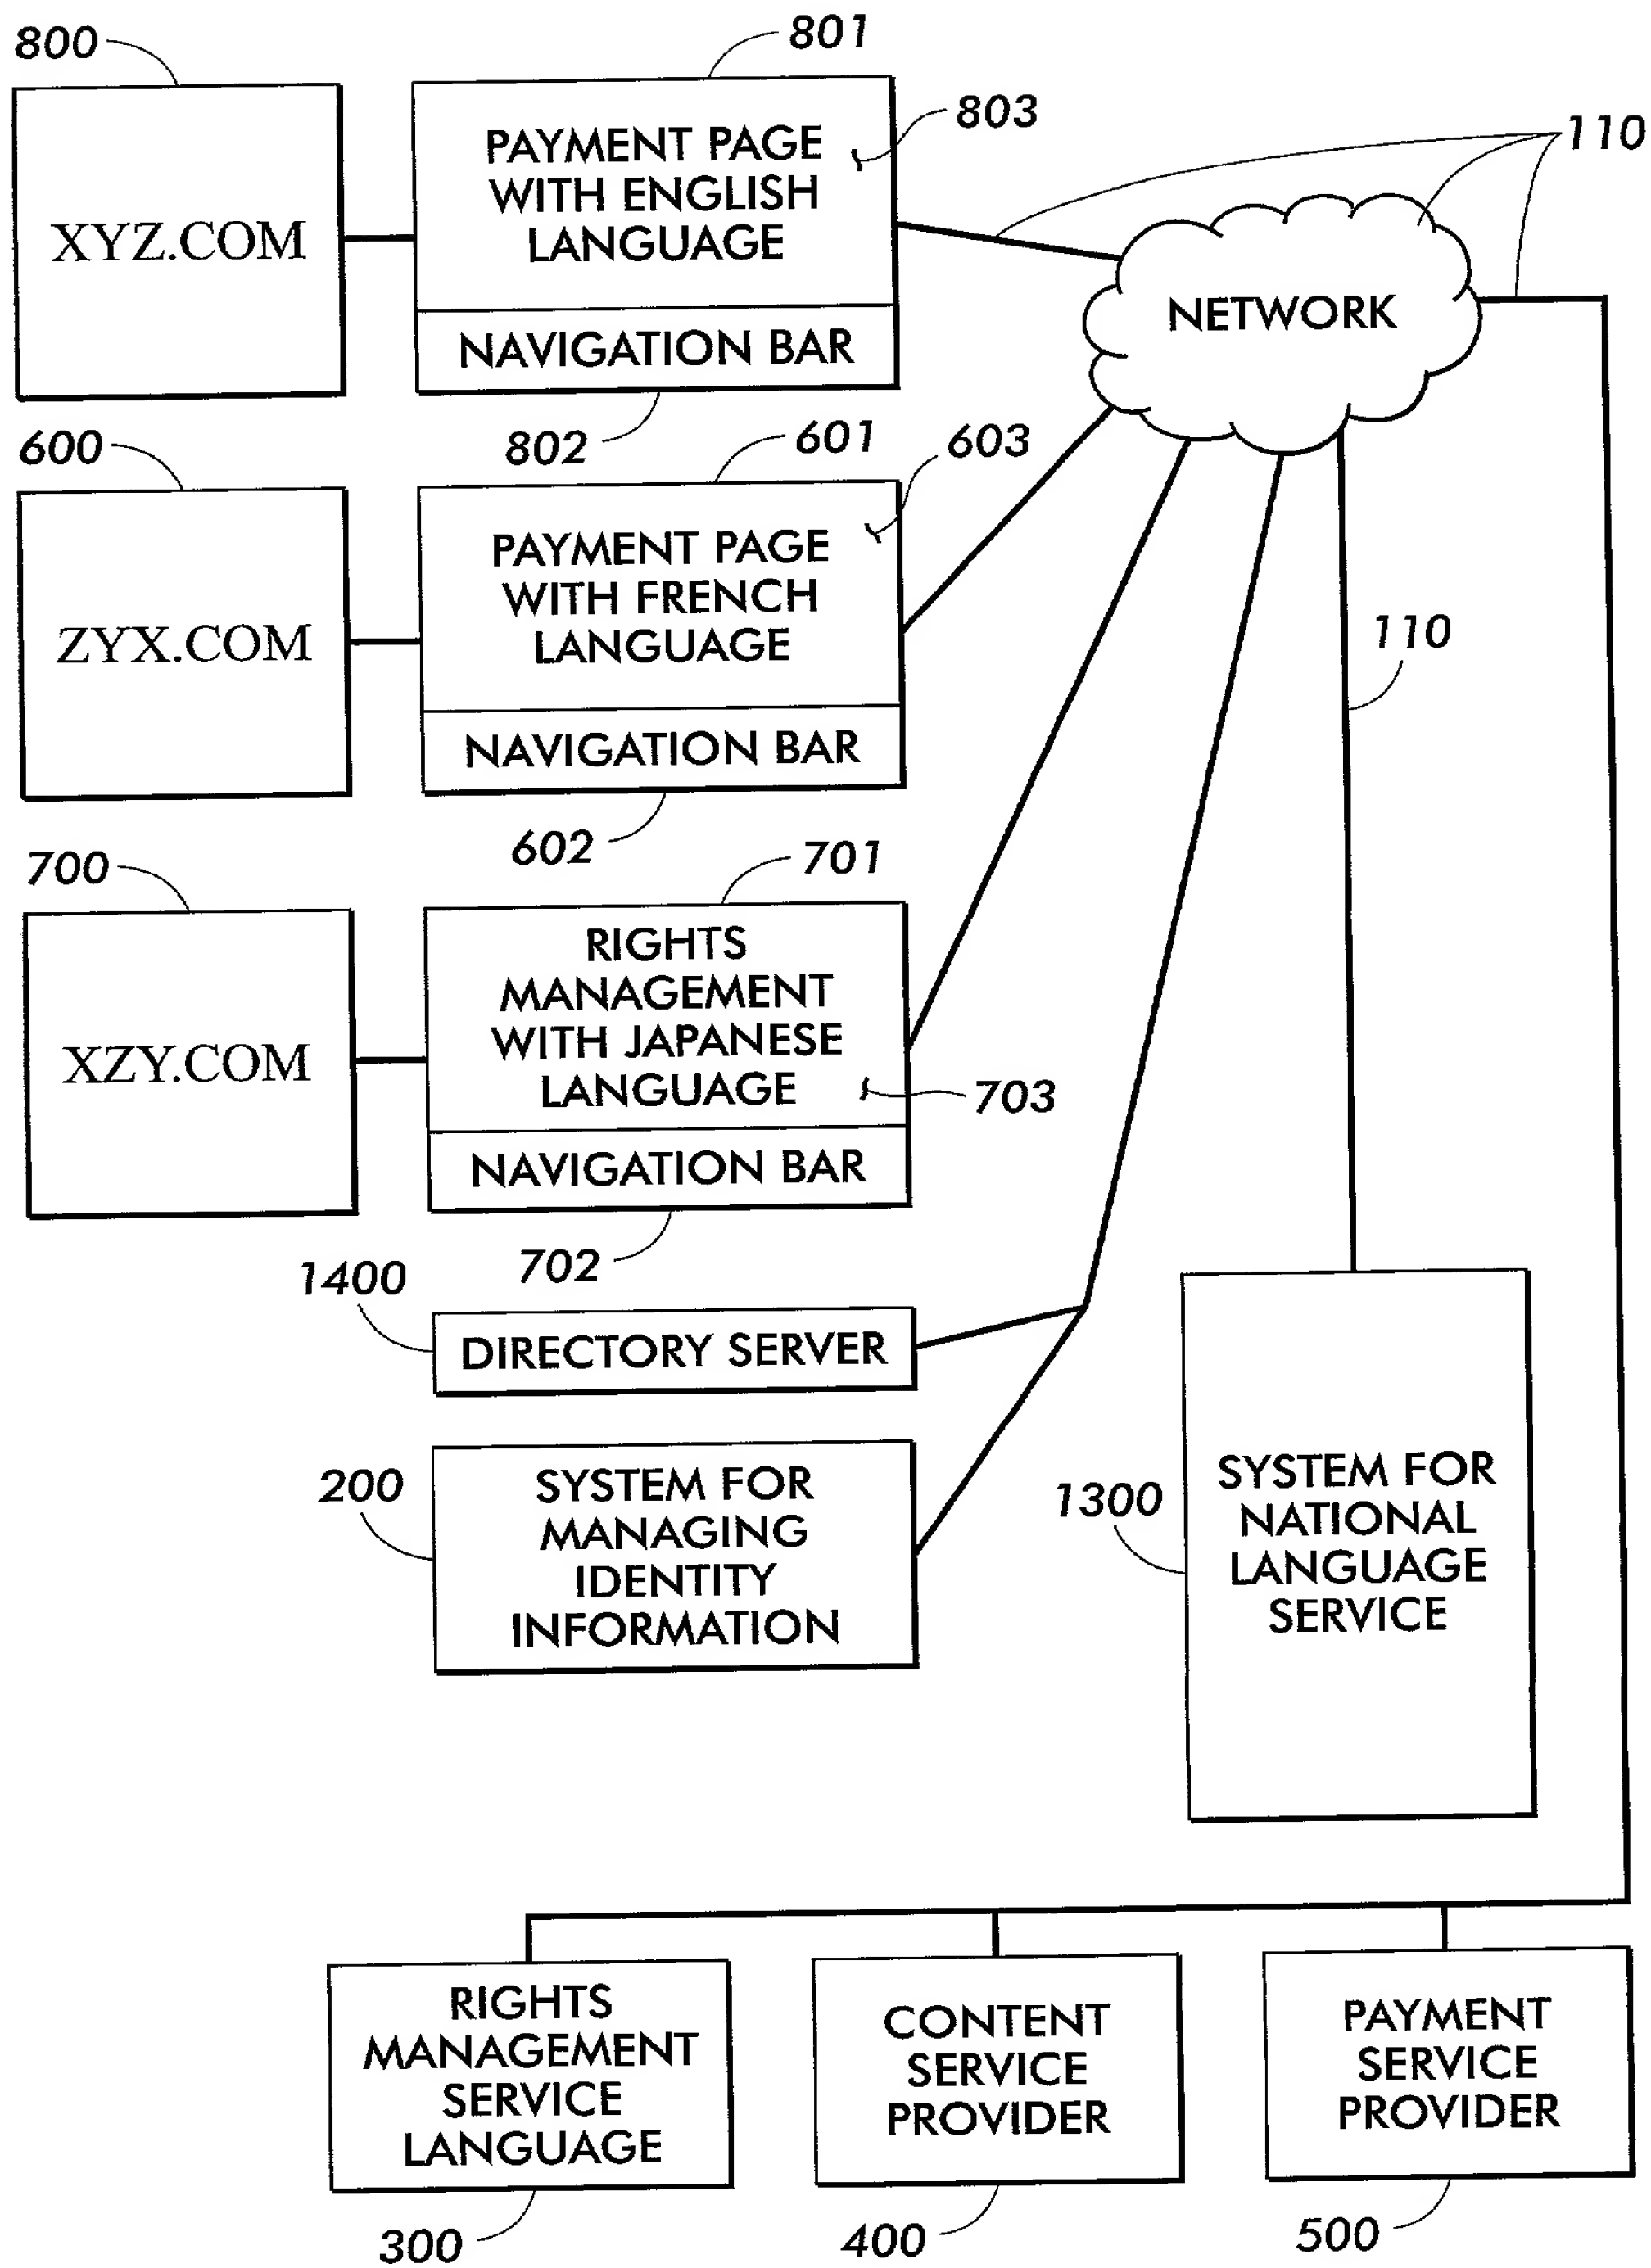 800
801
803
110
XYZ.COM
PAYMENT PAGE
WITH ENGLISH
LANGUAGE
NAVIGATION BAR
802
NETWORK
600
601
603
ZYX.COM
PAYMENT PAGE
WITH FRENCH
LANGUAGE
NAVIGATION BAR
602
110
700
701
XZY.COM
RIGHTS
MANAGEMENT
WITH JAPANESE
LANGUAGE
703
NAVIGATION BAR
702
1400
DIRECTORY SERVER
200
SYSTEM FOR
MANAGING
IDENTITY
INFORMATION
1300
SYSTEM FOR
NATIONAL
LANGUAGE
SERVICE
RIGHTS
MANAGEMENT
SERVICE
LANGUAGE
300
CONTENT
SERVICE
PROVIDER
400
PAYMENT
SERVICE
PROVIDER
500